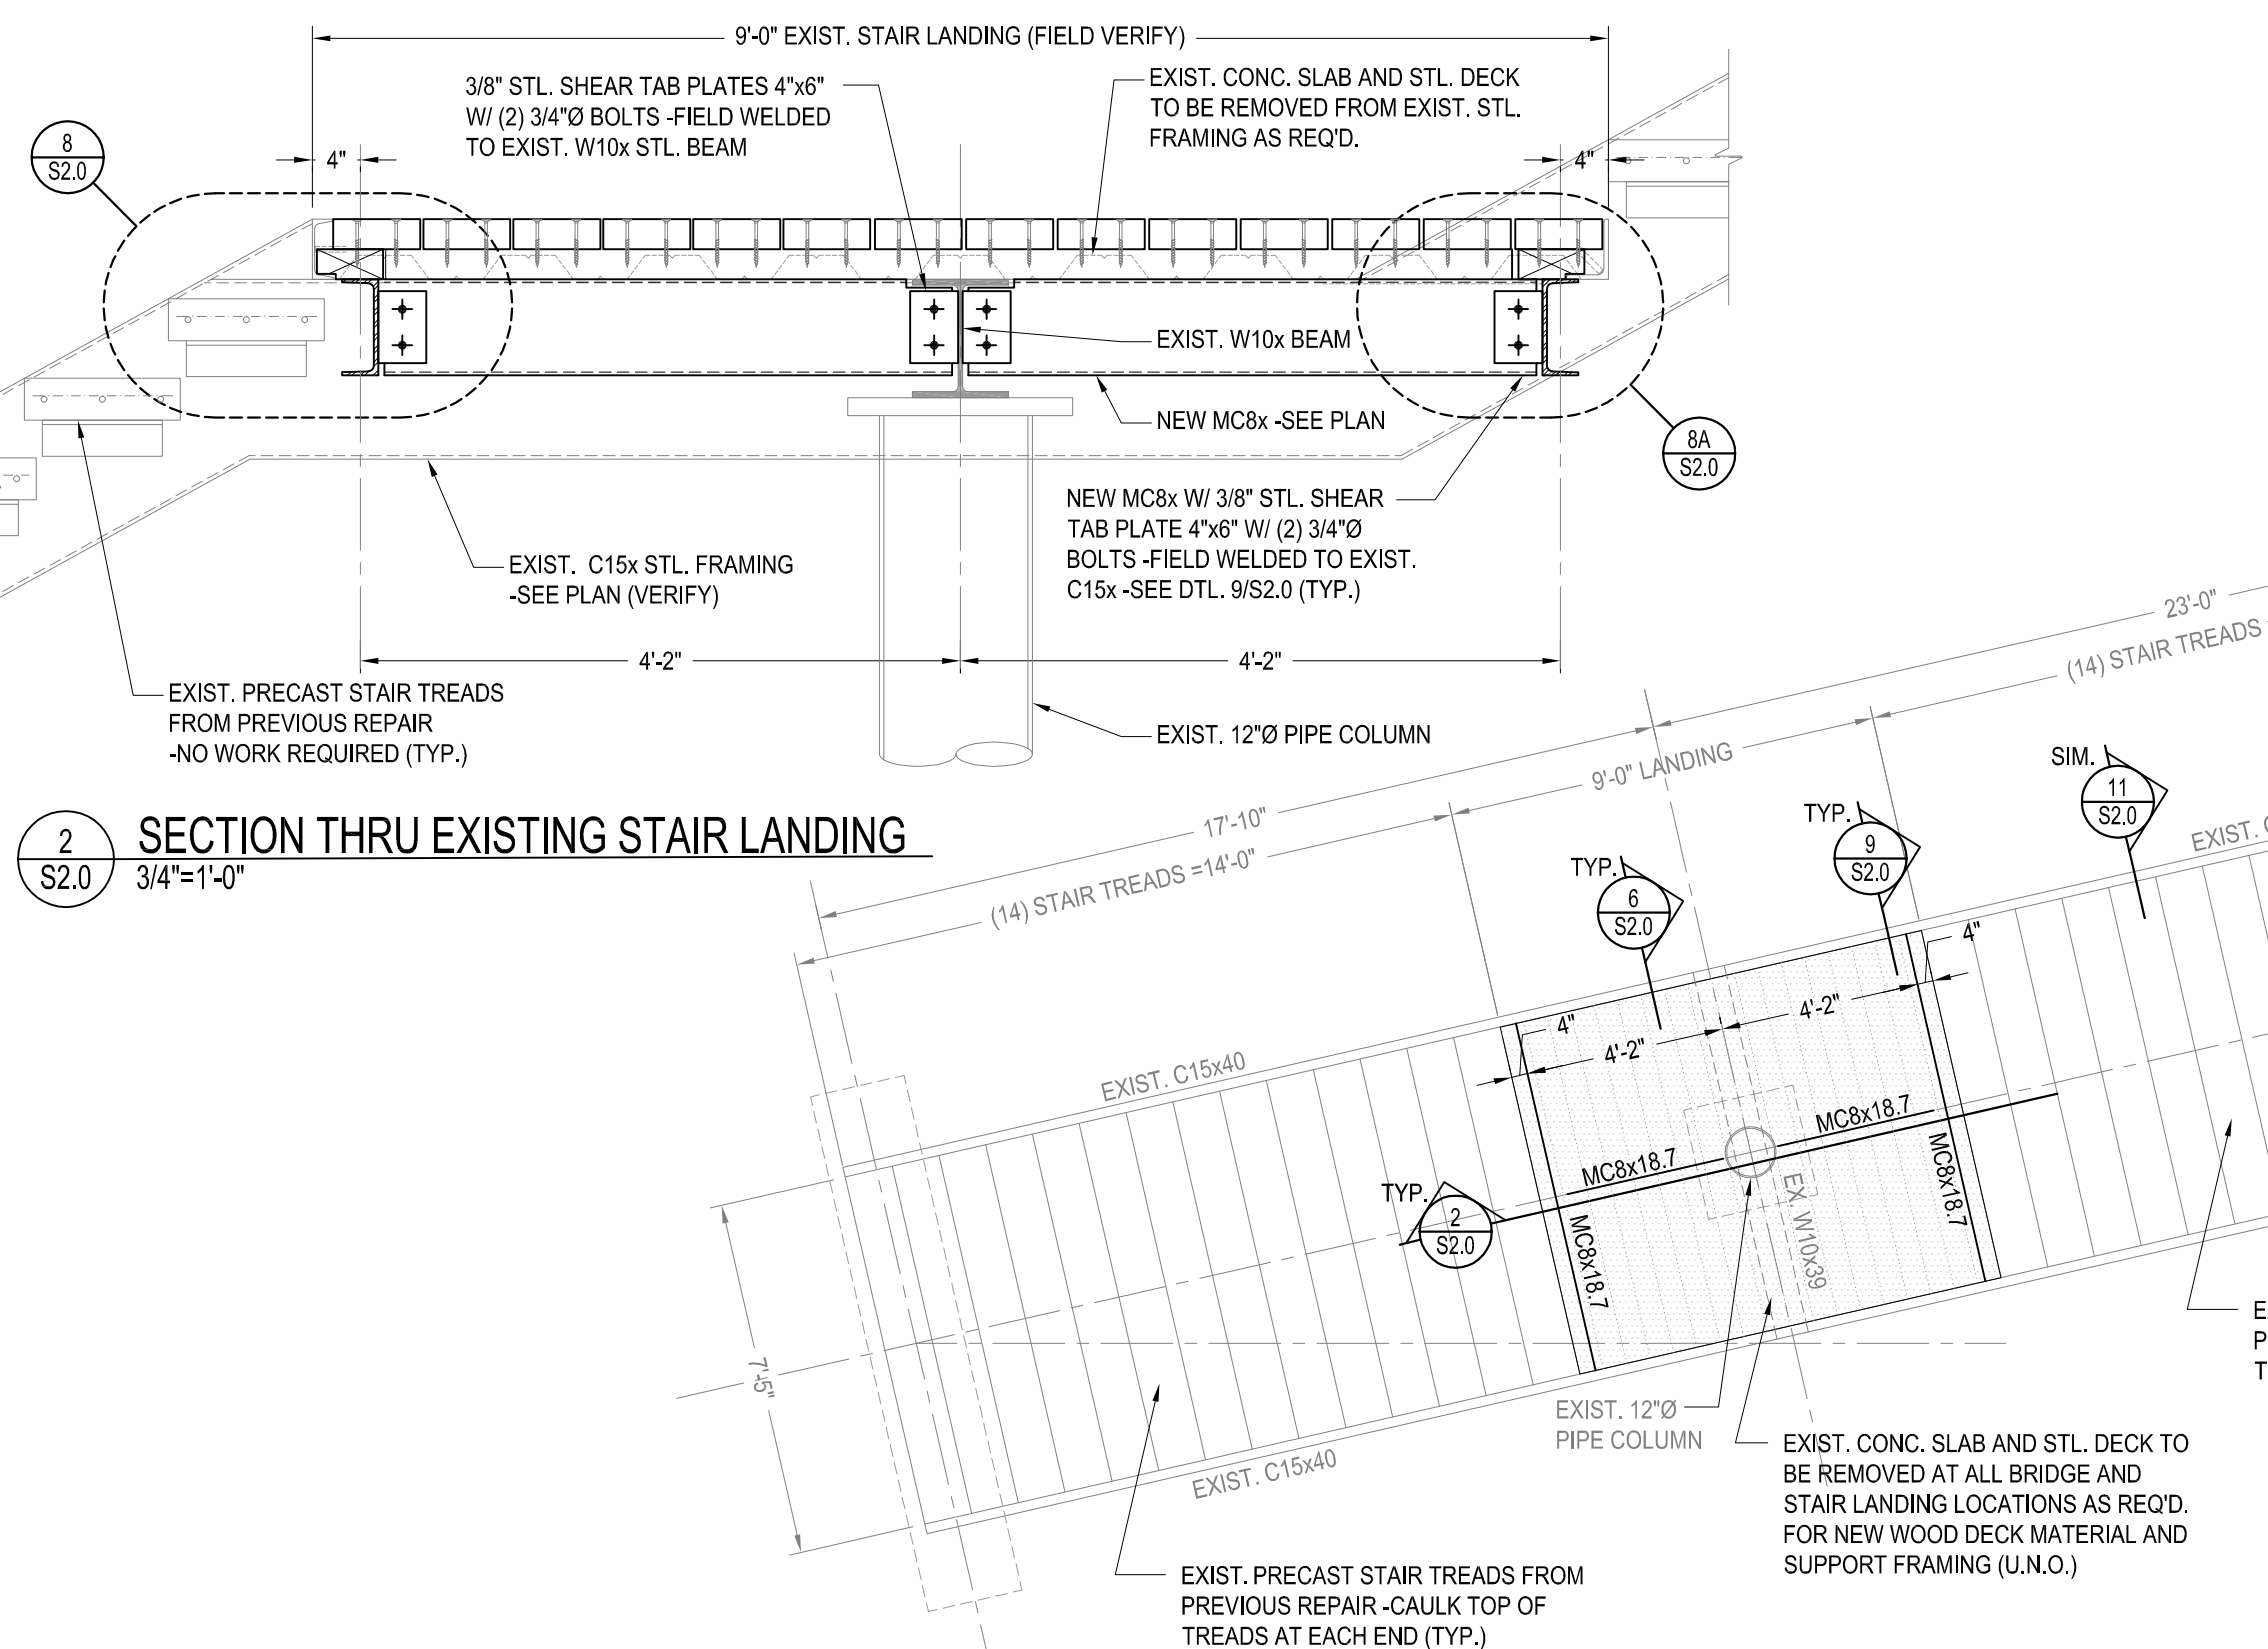 9'-0" EXIST. STAIR LANDING (FIELD VERIFY)
3/8" STL. SHEAR TAB PLATES 4"x6"
W/ (2) 3/4"Ø BOLTS -FIELD WELDED
TO EXIST. W10x STL. BEAM
EXIST. CONC. SLAB AND STL. DECK
TO BE REMOVED FROM EXIST. STL.
FRAMING AS REQ'D.
8
S2.0
4"
4"
EXIST. W10x BEAM
NEW MC8x -SEE PLAN
8A
S2.0
NEW MC8x W/ 3/8" STL. SHEAR
TAB PLATE 4"x6" W/ (2) 3/4"Ø
BOLTS -FIELD WELDED TO EXIST.
C15x -SEE DTL. 9/S2.0 (TYP.)
EXIST. C15x STL. FRAMING
-SEE PLAN (VERIFY)
4'-2"
4'-2"
EXIST. PRECAST STAIR TREADS
FROM PREVIOUS REPAIR
-NO WORK REQUIRED (TYP.)
EXIST. 12"Ø PIPE COLUMN
2
S2.0
SECTION THRU EXISTING STAIR LANDING
3/4"=1'-0"
23'-0"
(14) STAIR TREADS
9'-0" LANDING
17'-10"
(14) STAIR TREADS =14'-0"
SIM.
11
S2.0
TYP.
9
S2.0
TYP.
6
S2.0
EXIST.
4"
4'-2"
4"
4'-2"
EXIST. C15x40
MC8x18.7
MC8x18.7
MC8x18.7
MC8x18.7
EX. W10x39
TYP.
2
S2.0
7'-5"
EXIST. 12"Ø
PIPE COLUMN
EXIST. C15x40
EXIST. CONC. SLAB AND STL. DECK TO
BE REMOVED AT ALL BRIDGE AND
STAIR LANDING LOCATIONS AS REQ'D.
FOR NEW WOOD DECK MATERIAL AND
SUPPORT FRAMING (U.N.O.)
EXIST. PRECAST STAIR TREADS FROM
PREVIOUS REPAIR -CAULK TOP OF
TREADS AT EACH END (TYP.)